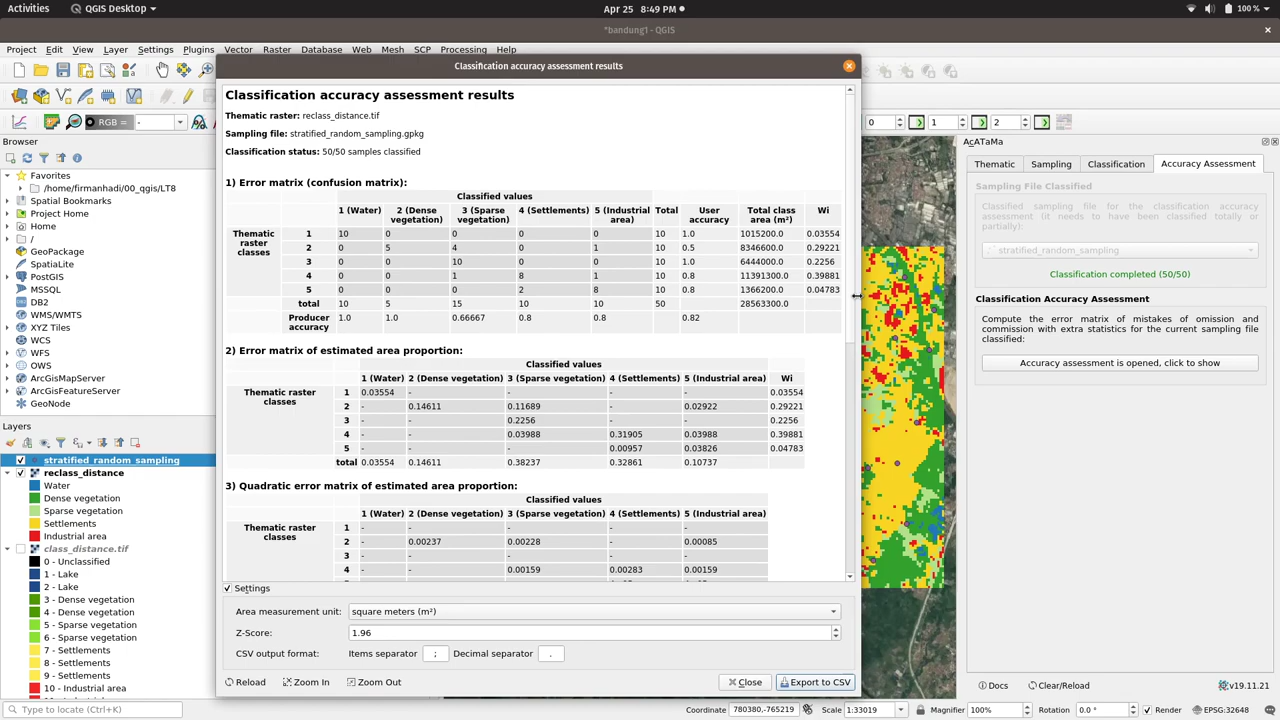 Activities QGIS Desktop Apr 25 8:49 PM 100 %
*bandung1 - QGIS
Project Edit View Layer Settings Plugins Vector Raster Database Web Mesh SCP Processing Help
RGB = - 0 1 2
Classification accuracy assessment results
Browser
Favorites
/home/firmanhadi/00_qgis/LT8
Spatial Bookmarks
Project Home
Home
/
GeoPackage
SpatiaLite
PostGIS
MSSQL
DB2
WMS/WMTS
XYZ Tiles
WCS
WFS
OWS
ArcGisMapServer
ArcGisFeatureServer
GeoNode
Layers
stratified_random_sampling
reclass_distance
Water
Dense vegetation
Sparse vegetation
Settlements
Industrial area
class_distance.tif
0 - Unclassified
1 - Lake
2 - Lake
3 - Dense vegetation
4 - Dense vegetation
5 - Sparse vegetation
6 - Sparse vegetation
7 - Settlements
8 - Settlements
9 - Settlements
10 - Industrial area
Classification accuracy assessment results
Thematic raster: reclass_distance.tif
Sampling file: stratified_random_sampling.gpkg
Classification status: 50/50 samples classified
1) Error matrix (confusion matrix):
Classified values
1 (Water) 2 (Dense vegetation) 3 (Sparse vegetation) 4 (Settlements) 5 (Industrial area) Total User accuracy Total class area (m²) Wi
Thematic raster classes
1 10 0 0 0 0 10 1.0 1015200.0 0.03554
2 0 5 4 0 1 10 0.5 8346600.0 0.29221
3 0 0 10 0 0 10 1.0 6444000.0 0.2256
4 0 0 1 8 1 10 0.8 11391300.0 0.39881
5 0 0 0 2 8 10 0.8 1366200.0 0.04783
total 10 5 15 10 10 50 28563300.0
Producer accuracy 1.0 1.0 0.66667 0.8 0.8 0.82
2) Error matrix of estimated area proportion:
Classified values
1 (Water) 2 (Dense vegetation) 3 (Sparse vegetation) 4 (Settlements) 5 (Industrial area) Wi
Thematic raster classes
1 0.03554 - - - - 0.03554
2 - 0.14611 0.11689 - 0.02922 0.29221
3 - - 0.2256 - - 0.2256
4 - - 0.03988 0.31905 0.03988 0.39881
5 - - - 0.00957 0.03826 0.04783
total 0.03554 0.14611 0.38237 0.32861 0.10737
3) Quadratic error matrix of estimated area proportion:
Classified values
1 (Water) 2 (Dense vegetation) 3 (Sparse vegetation) 4 (Settlements) 5 (Industrial area)
Thematic raster classes
1 - - - - -
2 - 0.00237 0.00228 - 0.00085
3 - - - - -
4 - - 0.00159 0.00283 0.00159
Settings
Area measurement unit: square meters (m²)
Z-Score: 1.96
CSV output format: Items separator ; Decimal separator .
Reload Zoom In Zoom Out Close Export to CSV
AcATaMa
Thematic Sampling Classification Accuracy Assessment
Sampling File Classified
Classified sampling file for the classification accuracy
assessment (it needs to have been classified totally or
partially):
stratified_random_sampling
Classification completed (50/50)
Classification Accuracy Assessment
Compute the error matrix of mistakes of omission and
commission with extra statistics for the current sampling file
classified:
Accuracy assessment is opened, click to show
Docs Clear/Reload v19.11.21
Type to locate (Ctrl+K) Coordinate 780380,-765219 Scale 1:33019 Magnifier 100% Rotation 0.0 ° Render EPSG:32648